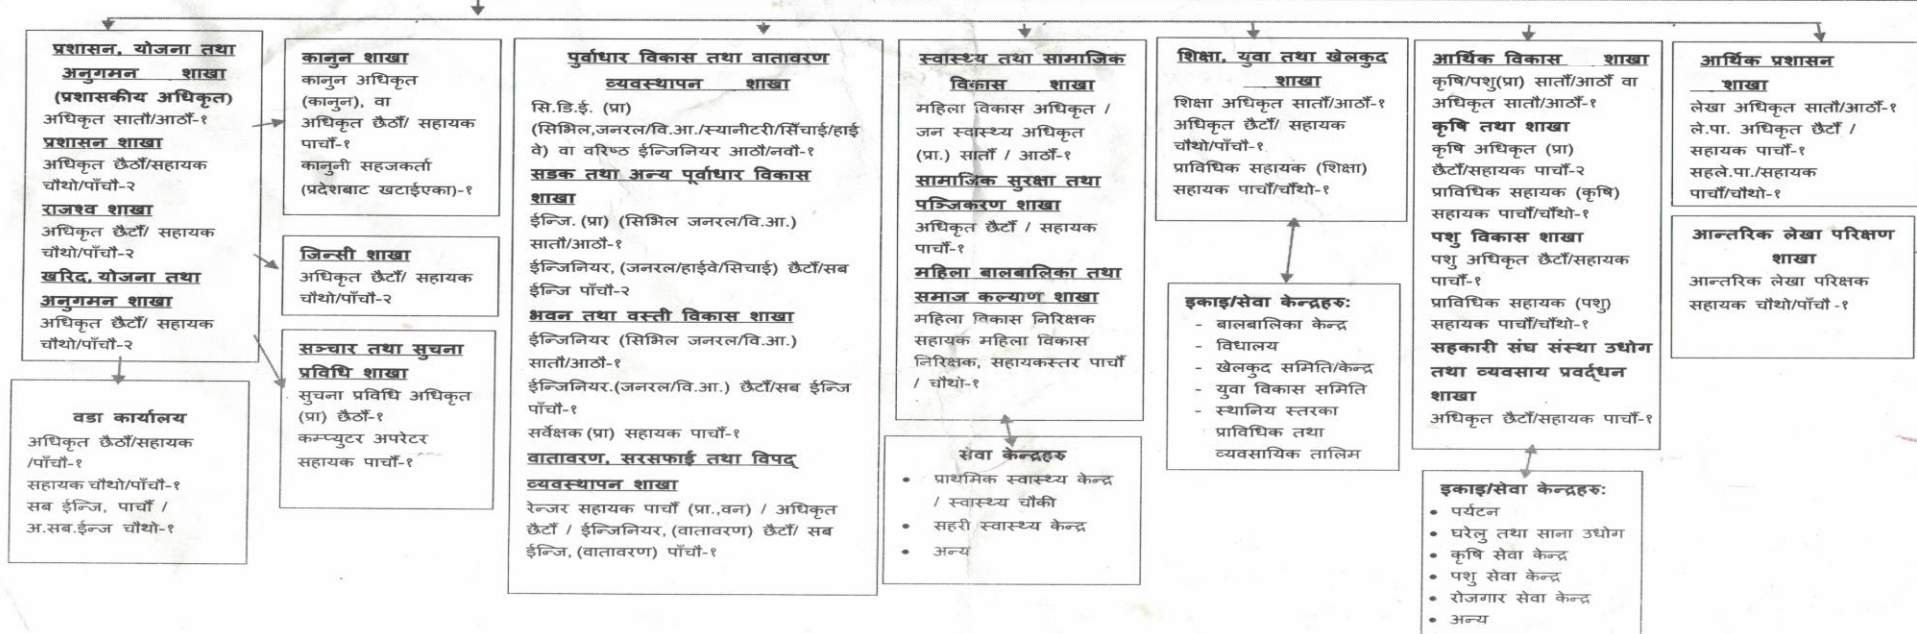 प्रशासन, योजना तथा
अनुगमन शाखा
(प्रशासकीय अधिकृत)
अधिकृत सातौ/आठौ-१
प्रशासन शाखा
अधिकृत छैठौं/सहायक
चौथो/पाँचौ-२
राजश्व शाखा
अधिकृत छैटौं/ सहायक
चौथो/पाँचौ-२
खरिद, योजना तथा
अनुगमन शाखा
अधिकृत छैटौं/ सहायक
चौथो/पाँचौ-२
वडा कार्यालय
अधिकृत छैठौं/सहायक
/पाँचौ-१
सहायक चौथो/पाँचौ-१
सब ईन्जि, पार्चौं /
अ.सब.ईन्ज चौथो-१
कानुन शाखा
कानुन अधिकृत
(कानुन), वा
अधिकृत छैठौं/ सहायक
पार्चौ-१
कानुनी सहजकर्ता
(प्रदेशबाट खटाईएका)-१
जिन्सी शाखा
अधिकृत छैटौं/ सहायक
चौथो/पाँचौ-२
सञ्चार तथा सुचना
प्रविधि शाखा
सुचना प्रविधि अधिकृत
(प्रा) छैठौं-१
कम्प्युटर अपरेटर
सहायक पार्चौ-१
पुर्वाधार विकास तथा वातावरण
व्यवस्थापन शाखा
सि.डि.ई. (प्रा)
(सिभिल,जनरल/वि.आ./स्यानीटरी/सिँचाई/हाई
वे) वा वरिष्ठ ईन्जिनियर आठौ/नवौ-१
सडक तथा अन्य पूर्वाधार विकास
शाखा
ईन्जि. (प्रा) (सिभिल जनरल/वि.आ.)
सातौ/आठौ-१
ईन्जिनियर, (जनरल/हाईवे/सिचाई) छैटौं/सब
ईन्जि पाँचौ-२
भवन तथा वस्ती विकास शाखा
ईन्जिनियर (सिभिल जनरल/वि.आ.)
सातौ/आठौ-१
ईन्जिनियर.(जनरल/वि.आ.) छैटौं/सब ईन्जि
पाँचौ-१
सर्वेक्षक (प्रा) सहायक पार्चौ-१
वातावरण, सरसफाई तथा विपद्
व्यवस्थापन शाखा
रेन्जर सहायक पार्चौं (प्रा.,वन) / अधिकृत
छैटौं / ईन्जिनियर, (वातावरण) छैटौं/ सब
ईन्जि, (वातावरण) पाँचौ-१
स्वास्थ्य तथा सामाजिक
विकास शाखा
महिला विकास अधिकृत /
जन स्वास्थ्य अधिकृत
(प्रा.) सातौं / आठौं-१
सामाजिक सुरक्षा तथा
पञ्जिकरण शाखा
अधिकृत छैटौं / सहायक
पार्चौ-१
महिला बालबालिका तथा
समाज कल्याण शाखा
महिला विकास निरिक्षक
सहायक महिला विकास
निरिक्षक, सहायकस्तर पार्चौं
/ चौथो-१
सेवा केन्द्रहरु
• प्राथमिक स्वास्थ्य केन्द्र
/ स्वास्थ्य चौकी
• सहरी स्वास्थ्य केन्द्र
• अन्य
शिक्षा, युवा तथा खेलकुद
शाखा
शिक्षा अधिकृत सातौं/आठौं-१
अधिकृत छैटौं/ सहायक
चौथो/पाँचौ-१
प्राविधिक सहायक (शिक्षा)
सहायक पार्चौं/चौंथो-१
इकाइ/सेवा केन्द्रहरु:
- बालबालिका केन्द्र
- विधालय
- खेलकुद समिति/केन्द्र
- युवा विकास समिति
- स्थानिय स्तरका
प्राविधिक तथा
व्यवसायिक तालिम
आर्थिक विकास शाखा
कृषि/पशु(प्रा) सातौं/आठौं वा
अधिकृत सातौं/आठौं-१
कृषि तथा शाखा
कृषि अधिकृत (प्रा)
छैटौं/सहायक पार्चौ-२
प्राविधिक सहायक (कृषि)
सहायक पार्चौं/चौंथो-१
पशु विकास शाखा
पशु अधिकृत छैटौं/सहायक
पार्चौं-१
प्राविधिक सहायक (पशु)
सहायक पार्चौं/चौंथो-१
सहकारी संघ संस्था उधोग
तथा व्यवसाय प्रवर्द्धन
शाखा
अधिकृत छैटौं/सहायक पार्चौं-१
इकाइ/सेवा केन्द्रहरु:
• पर्यटन
• घरेलु तथा साना उधोग
• कृषि सेवा केन्द्र
• पशु सेवा केन्द्र
• रोजगार सेवा केन्द्र
• अन्य
आर्थिक प्रशासन
शाखा
लेखा अधिकृत सातौं/आठौं-१
ले.पा. अधिकृत छैटौं /
सहायक पार्चौं-१
सहले.पा./सहायक
पार्चौं/चौथो-१
आन्तरिक लेखा परिक्षण
शाखा
आन्तरिक लेखा परिक्षक
सहायक चौथो/पाँचौ -१